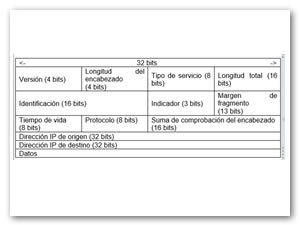 <- 32 bits ->
Versión (4 bits) Longitud del encabezado (4 bits) Tipo de servicio (8 bits) Longitud total (16 bits)
Identificación (16 bits) Indicador (3 bits) Margen de fragmento (13 bits)
Tiempo de vida (8 bits) Protocolo (8 bits) Suma de comprobación del encabezado (16 bits)
Dirección IP de origen (32 bits)
Dirección IP de destino (32 bits)
Datos